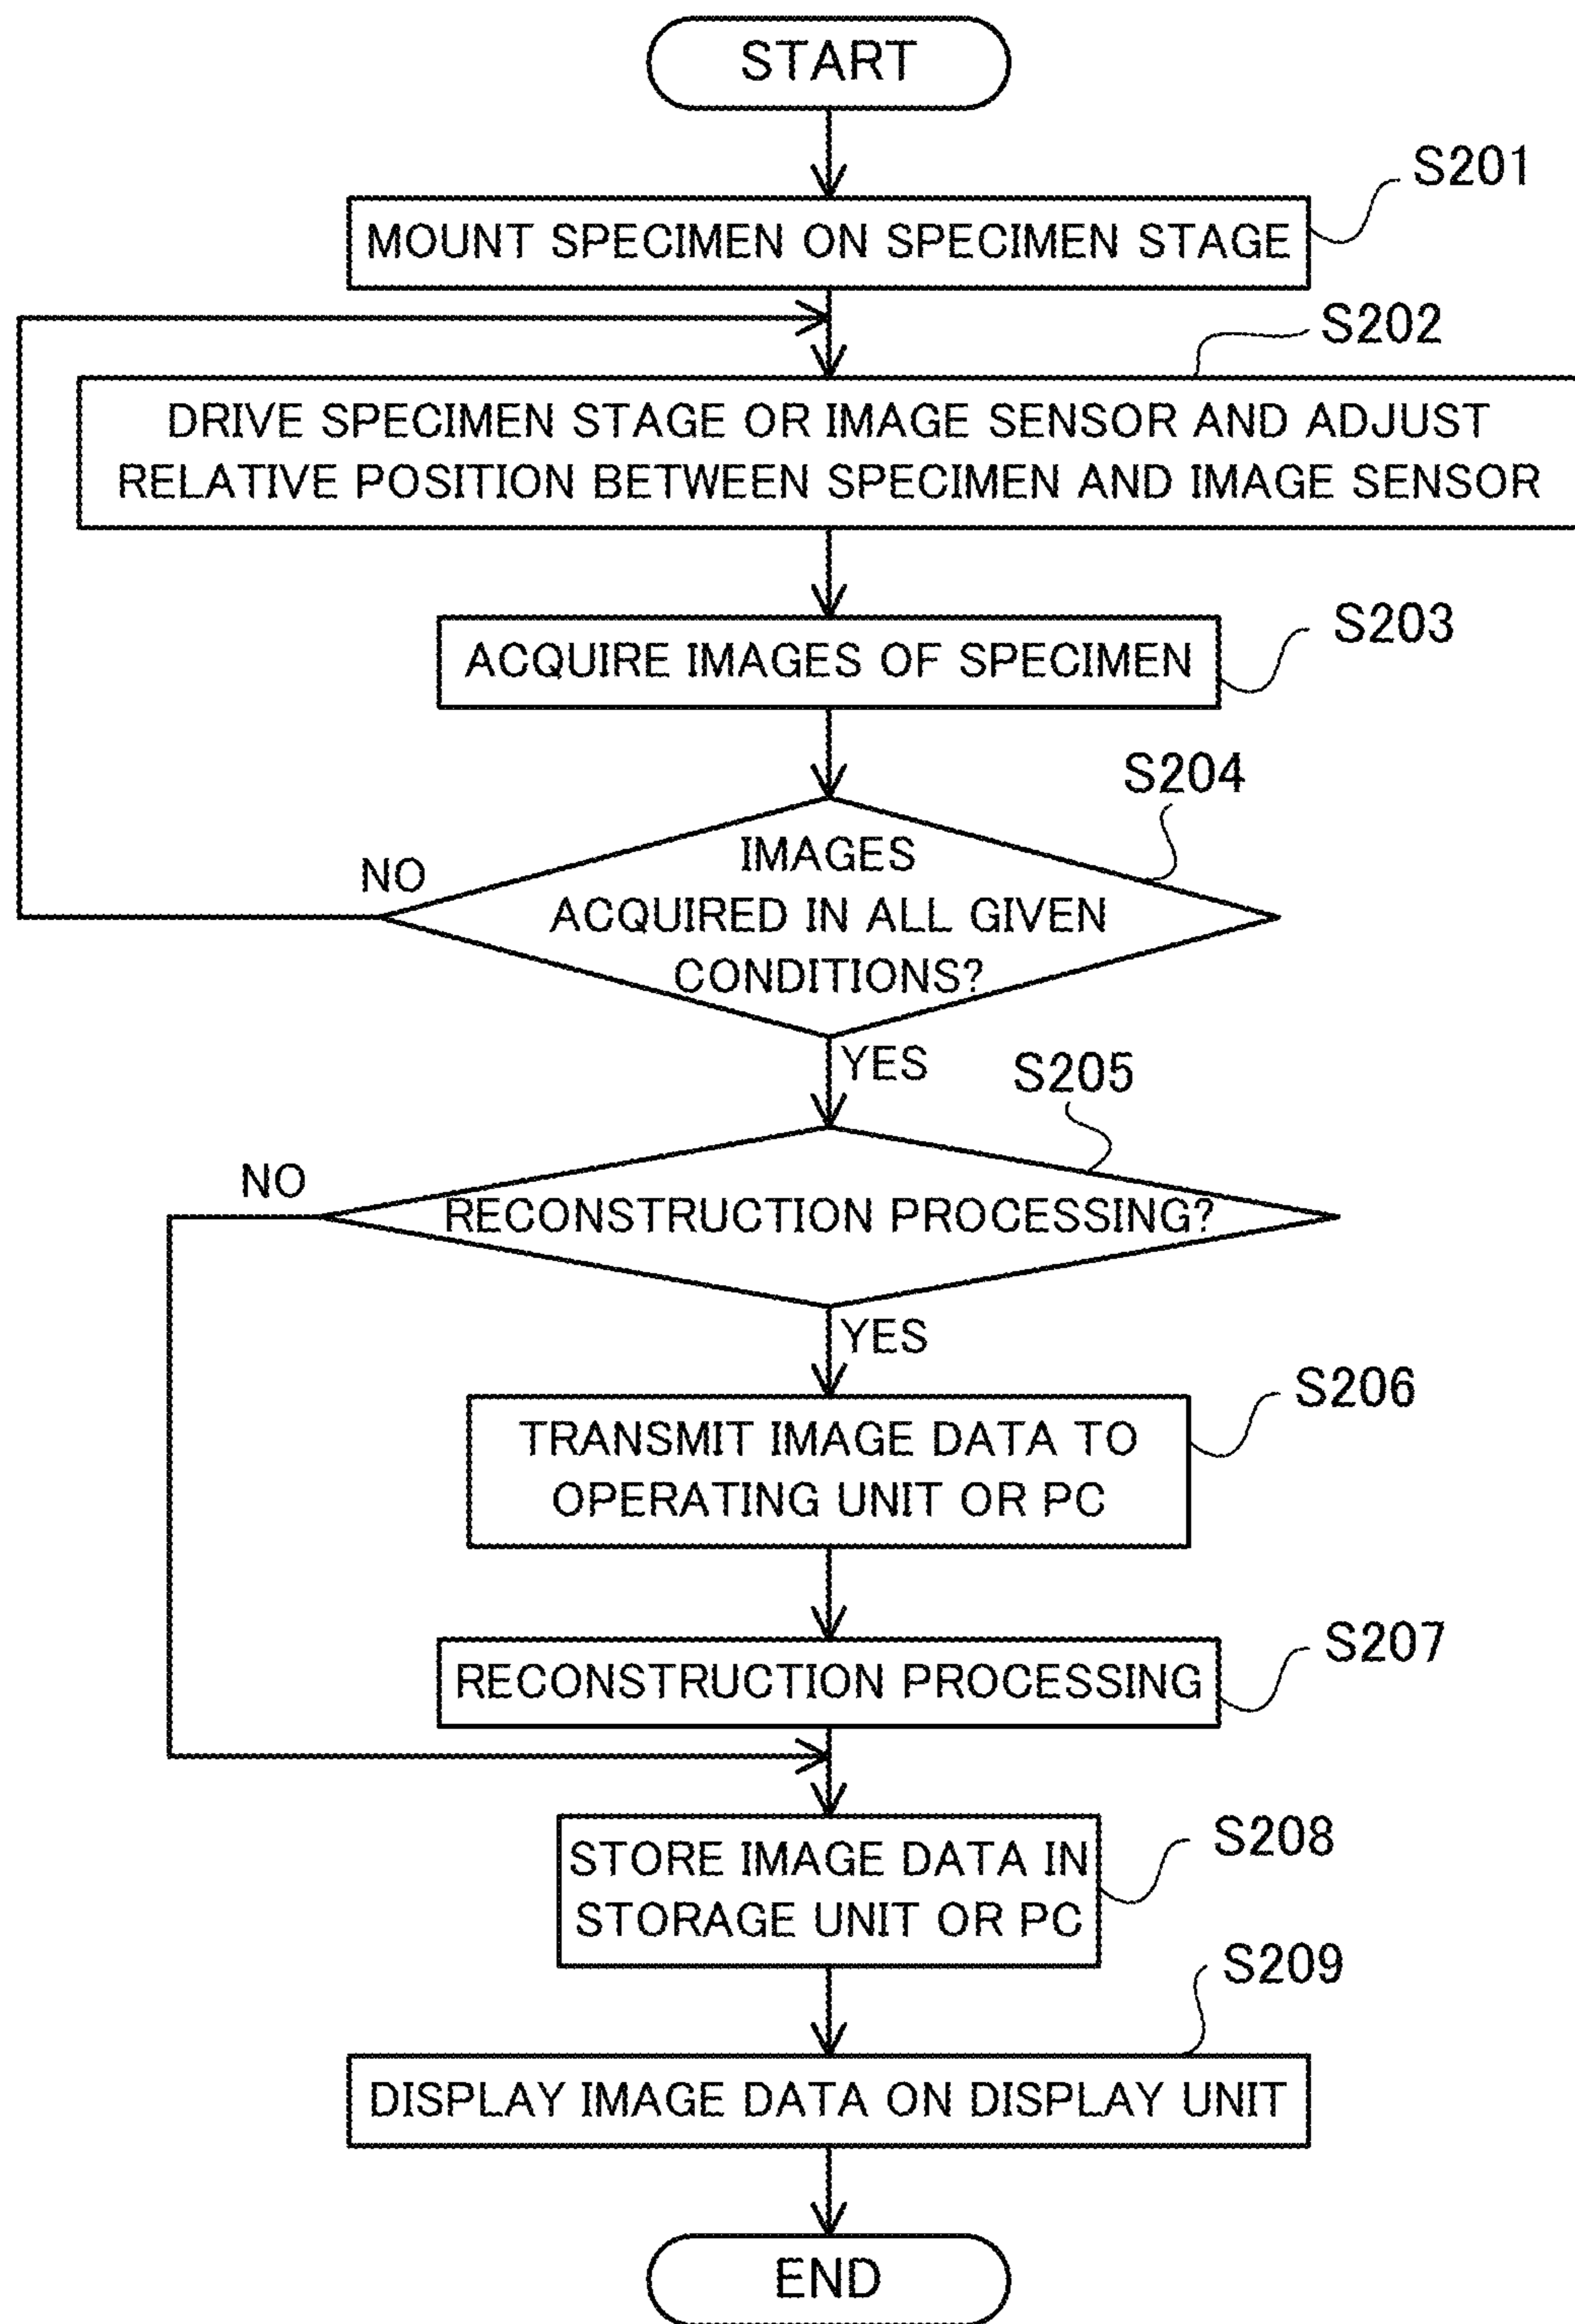 START
S201
MOUNT SPECIMEN ON SPECIMEN STAGE
S202
DRIVE SPECIMEN STAGE OR IMAGE SENSOR AND ADJUST
RELATIVE POSITION BETWEEN SPECIMEN AND IMAGE SENSOR
S203
ACQUIRE IMAGES OF SPECIMEN
S204
IMAGES
ACQUIRED IN ALL GIVEN
CONDITIONS?
NO
YES
S205
RECONSTRUCTION PROCESSING?
NO
YES
S206
TRANSMIT IMAGE DATA TO
OPERATING UNIT OR PC
S207
RECONSTRUCTION PROCESSING
S208
STORE IMAGE DATA IN
STORAGE UNIT OR PC
S209
DISPLAY IMAGE DATA ON DISPLAY UNIT
END